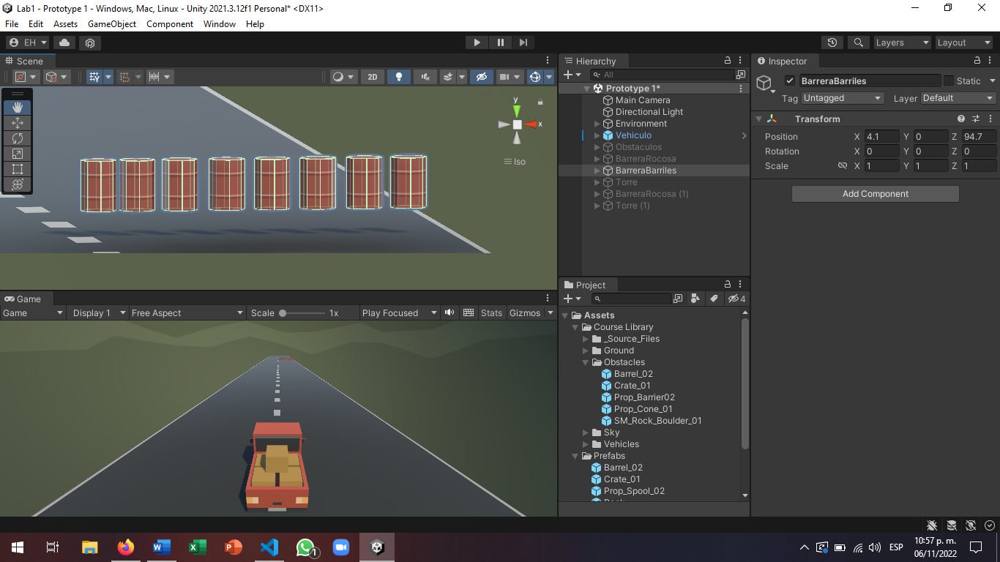 Lab1 - Prototype 1 - Windows, Mac, Linux - Unity 2021.3.12f1 Personal* <DX11>
File Edit Assets GameObject Component Window Help
EH
Layers
Layout
Scene
2D
y
x
Iso
Game
Game
Display 1
Free Aspect
Scale
1x
Play Focused
Stats
Gizmos
Hierarchy
All
Prototype 1*
Main Camera
Directional Light
Environment
Vehiculo
Obstaculos
BarreraRocosa
BarreraBarriles
Torre
BarreraRocosa (1)
Torre (1)
Project
4
Assets
Course Library
_Source_Files
Ground
Obstacles
Barrel_02
Crate_01
Prop_Barrier02
Prop_Cone_01
SM_Rock_Boulder_01
Sky
Vehicles
Prefabs
Barrel_02
Crate_01
Prop_Spool_02
Inspector
BarreraBarriles
Static
Tag Untagged Layer Default
Transform
Position X 4.1 Y 0 Z 94.7
Rotation X 0 Y 0 Z 0
Scale X 1 Y 1 Z 1
Add Component
1
ESP
10:57 p. m.
06/11/2022